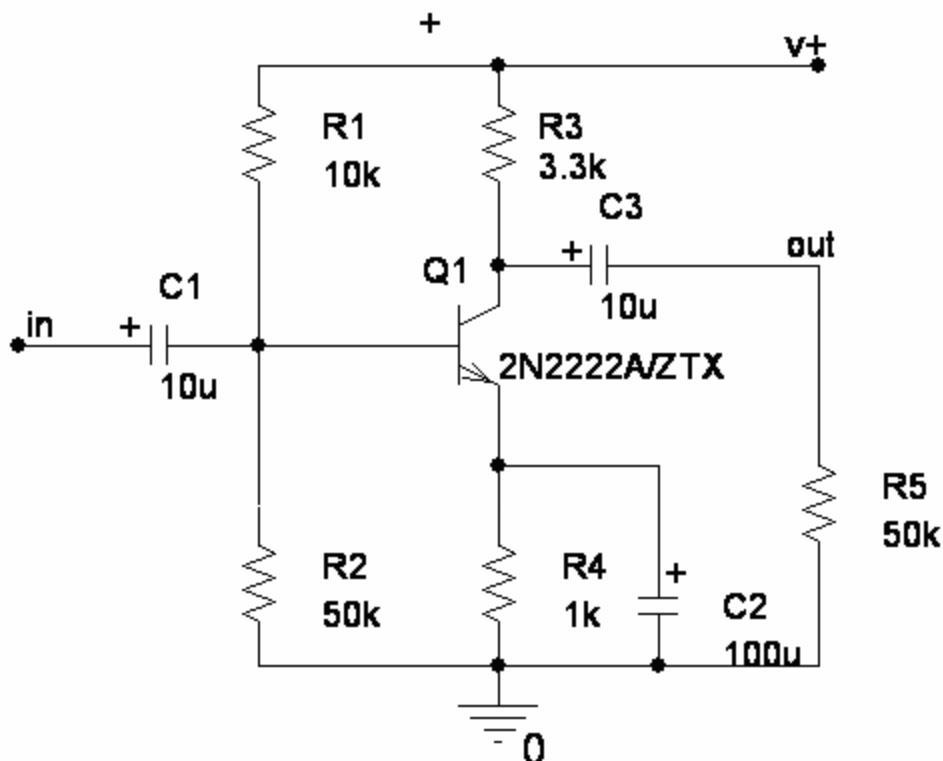 +
v+
R1
10k
R3
3.3k
C3
+
10u
out
Q1
C1
in
+
10u
2N2222A/ZTX
R2
50k
R4
1k
+
C2
100u
R5
50k
0